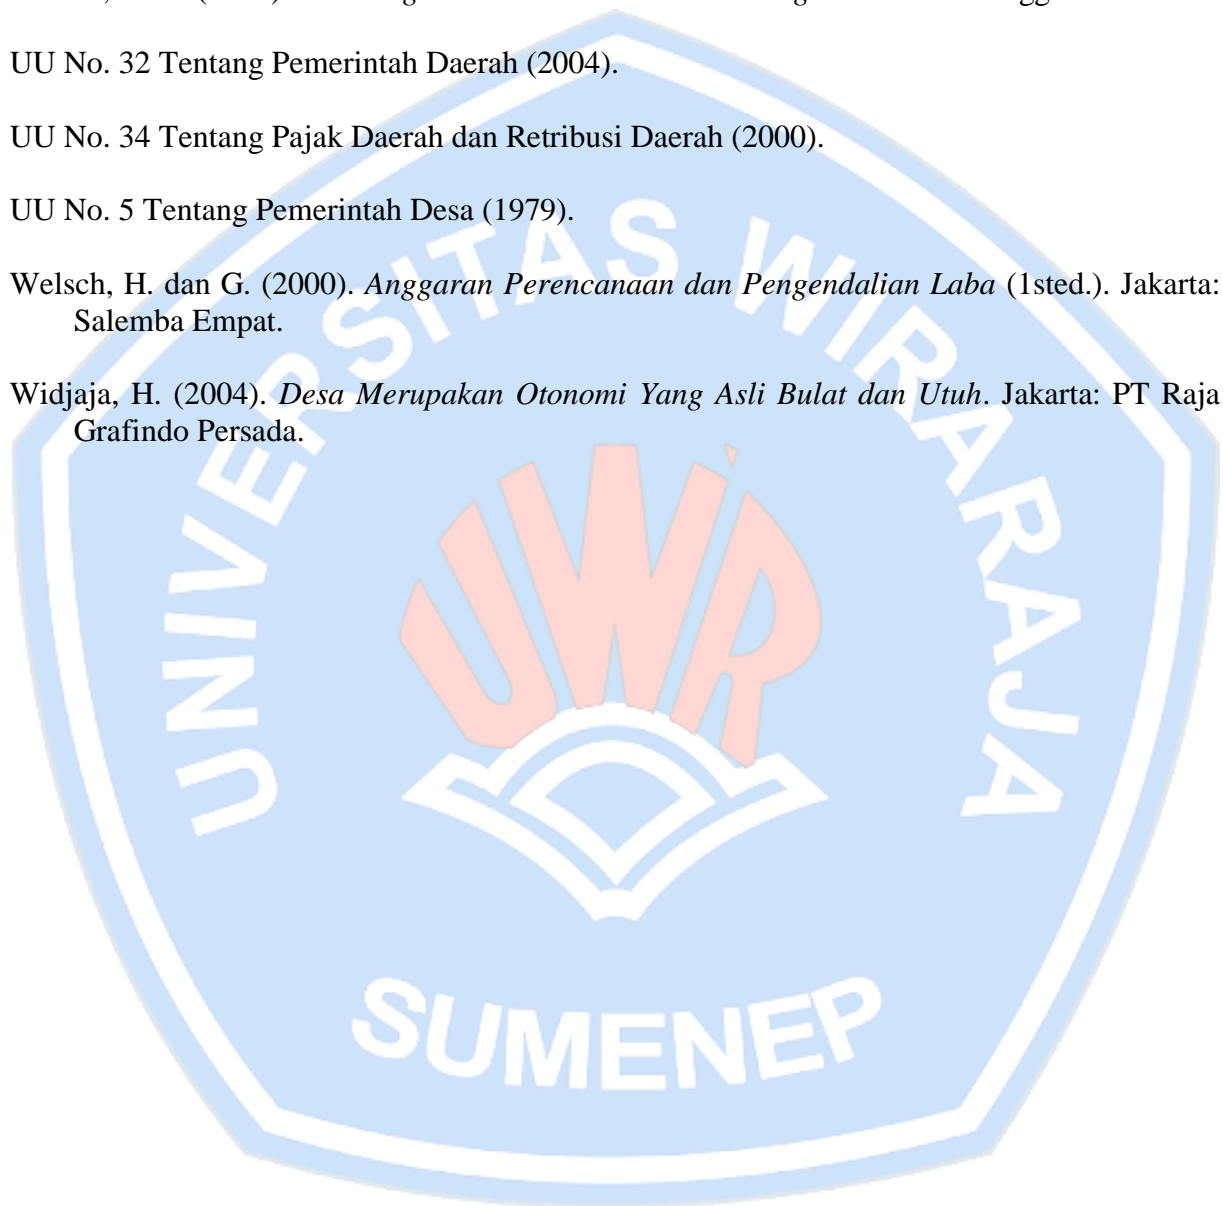 UU No. 32 Tentang Pemerintah Daerah (2004).
UU No. 34 Tentang Pajak Daerah dan Retribusi Daerah (2000).
UU No. 5 Tentang Pemerintah Desa (1979).
Welsch, H. dan G. (2000). Anggaran Perencanaan dan Pengendalian Laba (1sted.). Jakarta:
Salemba Empat.
Widjaja, H. (2004). Desa Merupakan Otonomi Yang Asli Bulat dan Utuh. Jakarta: PT Raja
Grafindo Persada.
UNIVERSITAS WIRARAJA
UWR
SUMENEP